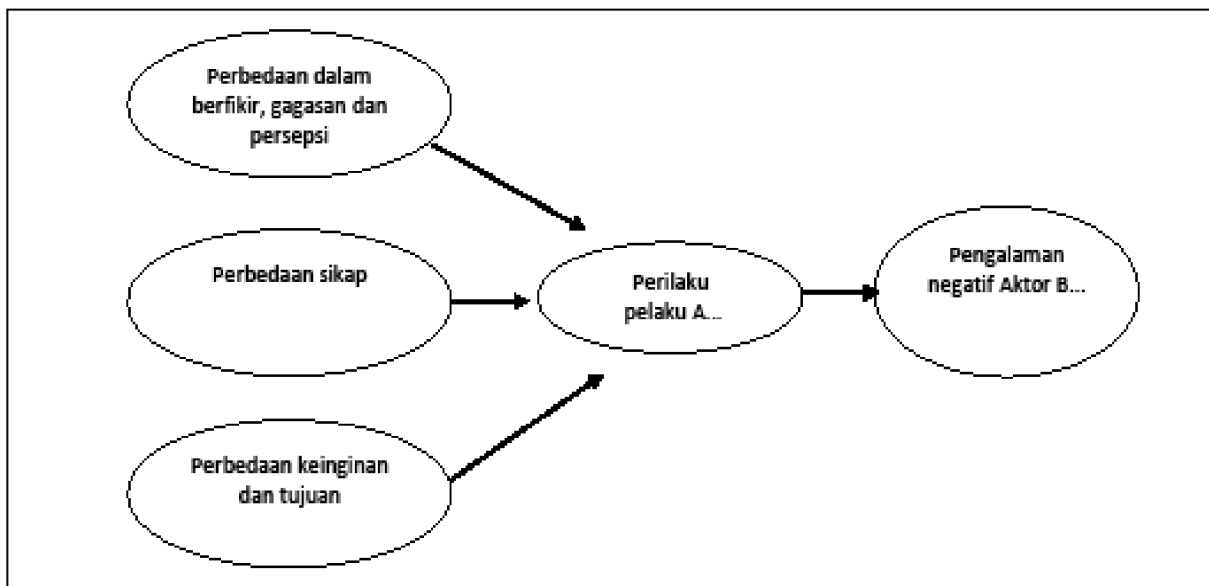 Perbedaan dalam
berfikir, gagasan dan
persepsi
Perbedaan sikap
Perbedaan keinginan
dan tujuan
Perilaku
pelaku A...
Pengalaman
negatif Aktor B...